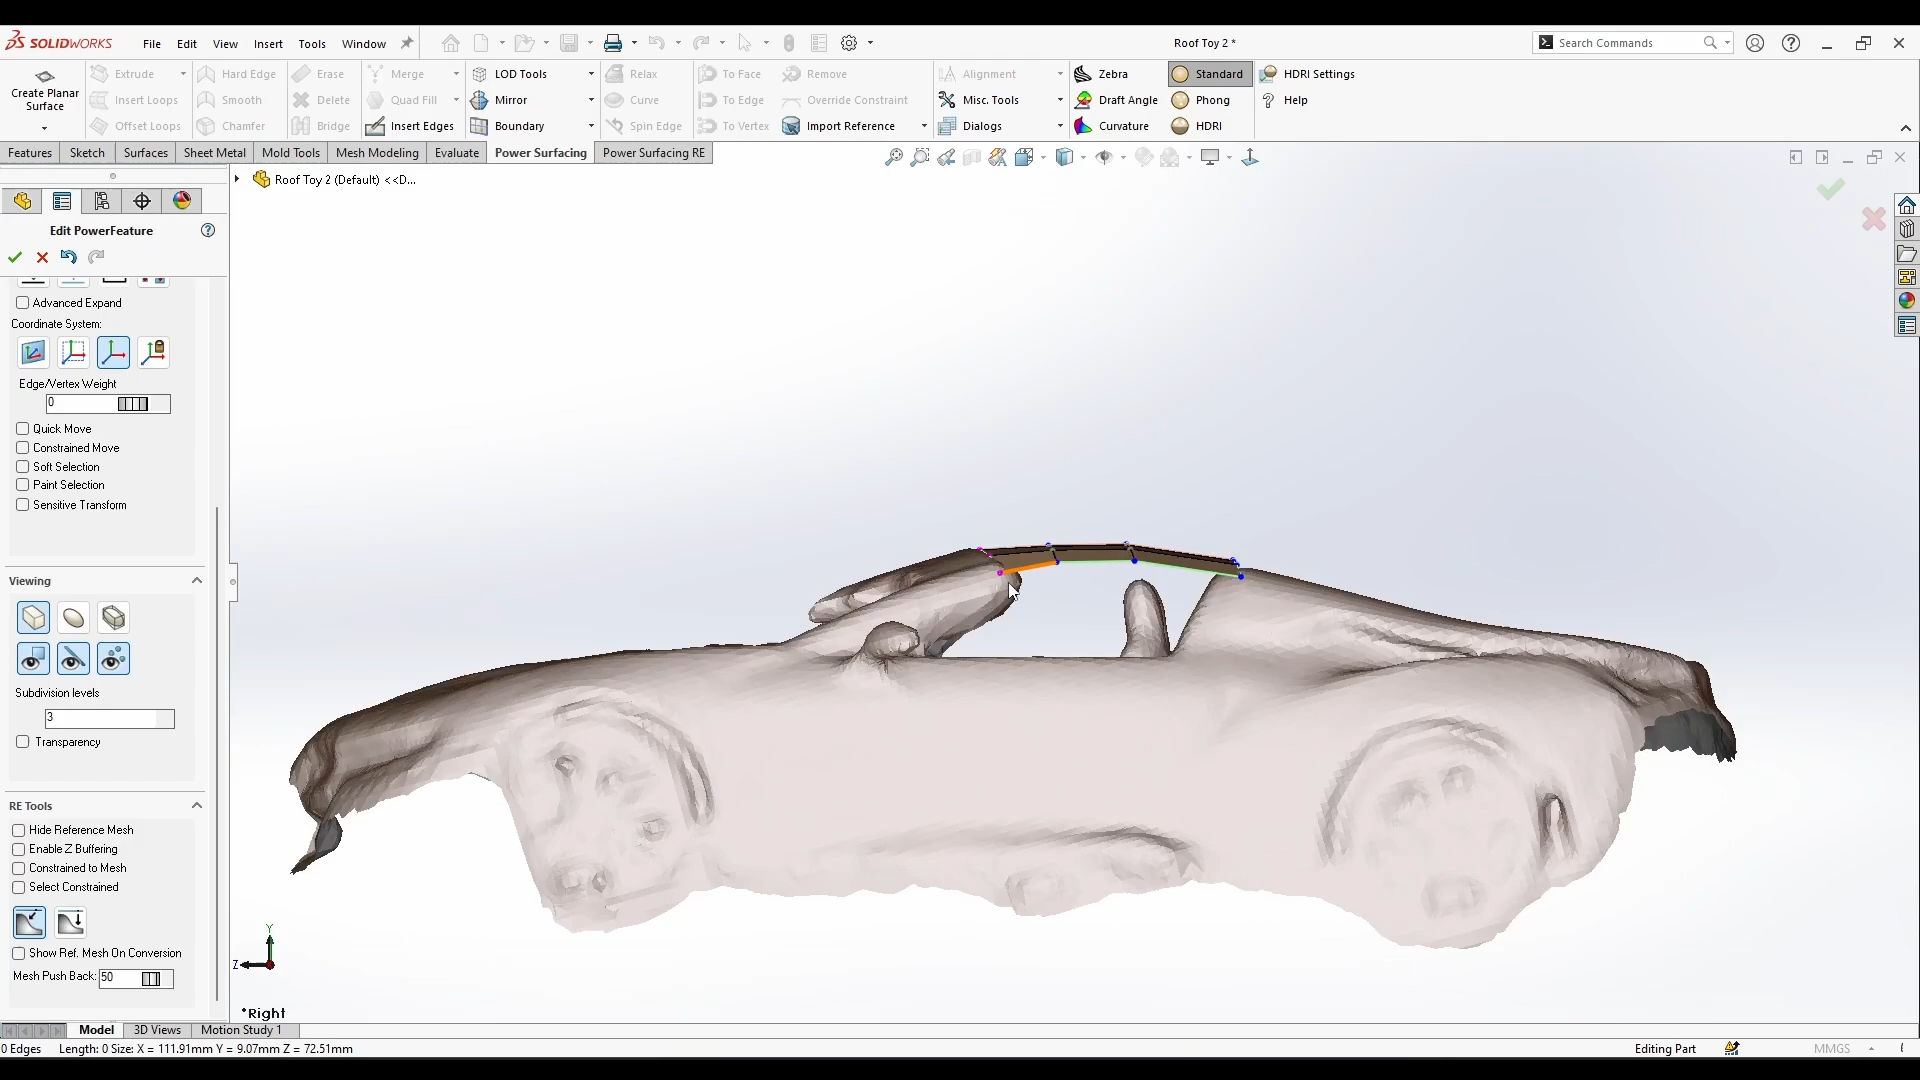 SOLIDWORKS File Edit View Insert Tools Window Roof Toy 2 * Search Commands
Create Planar Surface
Extrude Hard Edge Erase Merge LOD Tools Relax To Face Remove Alignment Zebra Standard HDRI Settings
Insert Loops Smooth Delete Quad Fill Mirror Curve To Edge Override Constraint Misc. Tools Draft Angle Phong Help
Offset Loops Chamfer Bridge Insert Edges Boundary Spin Edge To Vertex Import Reference Dialogs Curvature HDRI
Features Sketch Surfaces Sheet Metal Mold Tools Mesh Modeling Evaluate Power Surfacing Power Surfacing RE
Roof Toy 2 (Default) <<D...
Edit PowerFeature
Advanced Expand
Coordinate System:
Edge/Vertex Weight
0
Quick Move
Constrained Move
Soft Selection
Paint Selection
Sensitive Transform
Viewing
Subdivision levels
3
Transparency
RE Tools
Hide Reference Mesh
Enable Z Buffering
Constrained to Mesh
Select Constrained
Show Ref. Mesh On Conversion
Mesh Push Back: 50
Y
Z
*Right
Model 3D Views Motion Study 1
0 Edges Length: 0 Size: X = 111.91mm Y = 9.07mm Z = 72.51mm Editing Part MMGS